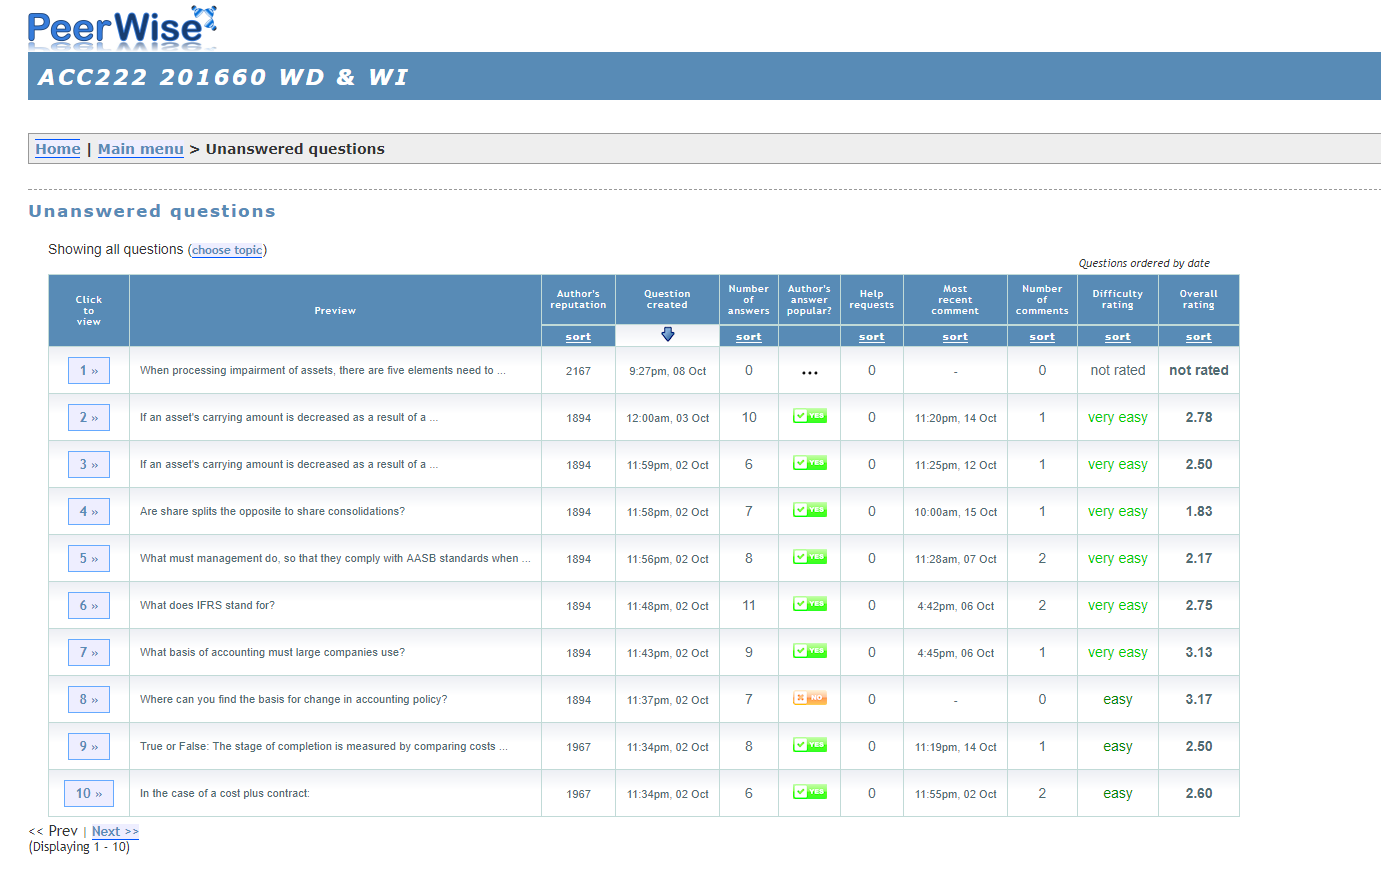 PeerWise
ACC222 201660 WD & WI
Home | Main menu > Unanswered questions
Unanswered questions
Showing all questions (choose topic)
Questions ordered by date
Click to view Preview Author's reputation Question created Number of answers Author's answer popular? Help requests Most recent comment Number of comments Difficulty rating Overall rating
sort sort sort sort sort sort sort
1 » When processing impairment of assets, there are five elements need to ... 2167 9:27pm, 08 Oct 0 ... 0 - 0 not rated not rated
2 » If an asset's carrying amount is decreased as a result of a ... 1894 12:00am, 03 Oct 10 YES 0 11:20pm, 14 Oct 1 very easy 2.78
3 » If an asset's carrying amount is decreased as a result of a ... 1894 11:59pm, 02 Oct 6 YES 0 11:25pm, 12 Oct 1 very easy 2.50
4 » Are share splits the opposite to share consolidations? 1894 11:58pm, 02 Oct 7 YES 0 10:00am, 15 Oct 1 very easy 1.83
5 » What must management do, so that they comply with AASB standards when ... 1894 11:56pm, 02 Oct 8 YES 0 11:28am, 07 Oct 2 very easy 2.17
6 » What does IFRS stand for? 1894 11:48pm, 02 Oct 11 YES 0 4:42pm, 06 Oct 2 very easy 2.75
7 » What basis of accounting must large companies use? 1894 11:43pm, 02 Oct 9 YES 0 4:45pm, 06 Oct 1 very easy 3.13
8 » Where can you find the basis for change in accounting policy? 1894 11:37pm, 02 Oct 7 NO 0 - 0 easy 3.17
9 » True or False: The stage of completion is measured by comparing costs ... 1967 11:34pm, 02 Oct 8 YES 0 11:19pm, 14 Oct 1 easy 2.50
10 » In the case of a cost plus contract: 1967 11:34pm, 02 Oct 6 YES 0 11:55pm, 02 Oct 2 easy 2.60
<< Prev | Next >>
(Displaying 1 - 10)